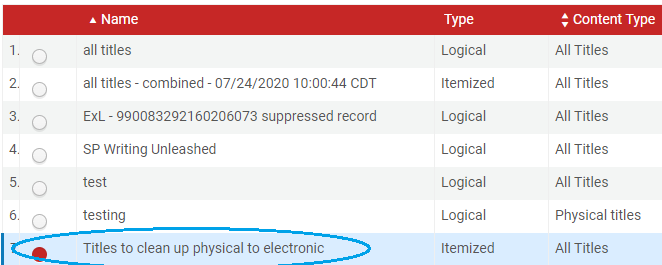 ▲ Name Type Content Type
1. all titles Logical All Titles
2. all titles - combined - 07/24/2020 10:00:44 CDT Itemized All Titles
3. ExL - 990083292160206073 suppressed record Logical All Titles
4. SP Writing Unleashed Logical All Titles
5. test Logical All Titles
6. testing Logical Physical titles
Titles to clean up physical to electronic Itemized All Titles